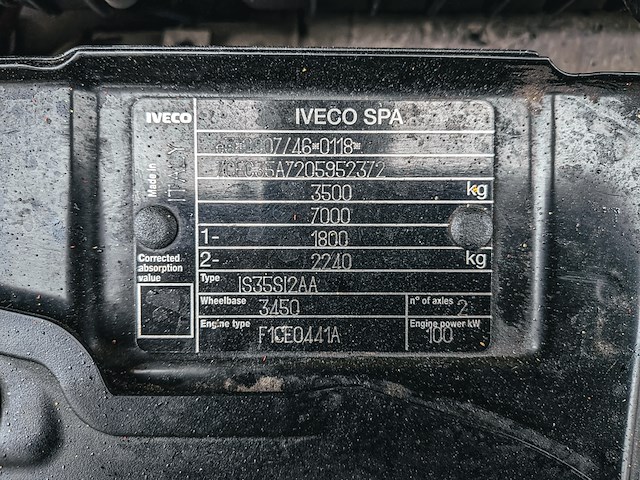 IVECO
IVECO SPA
Made in
ITALY
3500 kg
7000
1- 1800
2- 2240 kg
Corrected
absorption
value
Type IS35SI2AA
Wheelbase 3450
n° of axles 2
Engine type F1CE0441A
Engine power kW 100